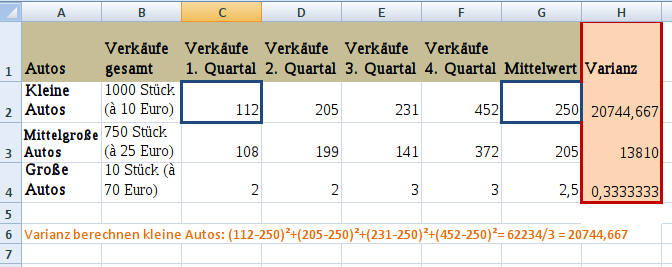 A B C D E F G H
1 Autos Verkäufe gesamt Verkäufe 1. Quartal Verkäufe 2. Quartal Verkäufe 3. Quartal Verkäufe 4. Quartal Mittelwert Varianz
2 Kleine Autos 1000 Stück (à 10 Euro) 112 205 231 452 250 20744,667
3 Mittelgroße Autos 750 Stück (à 25 Euro) 108 199 141 372 205 13810
4 Große Autos 10 Stück (à 70 Euro) 2 2 3 3 2,5 0,3333333
5
6 Varianz berechnen kleine Autos: (112-250)²+(205-250)²+(231-250)²+(452-250)²= 62234/3 = 20744,667
7